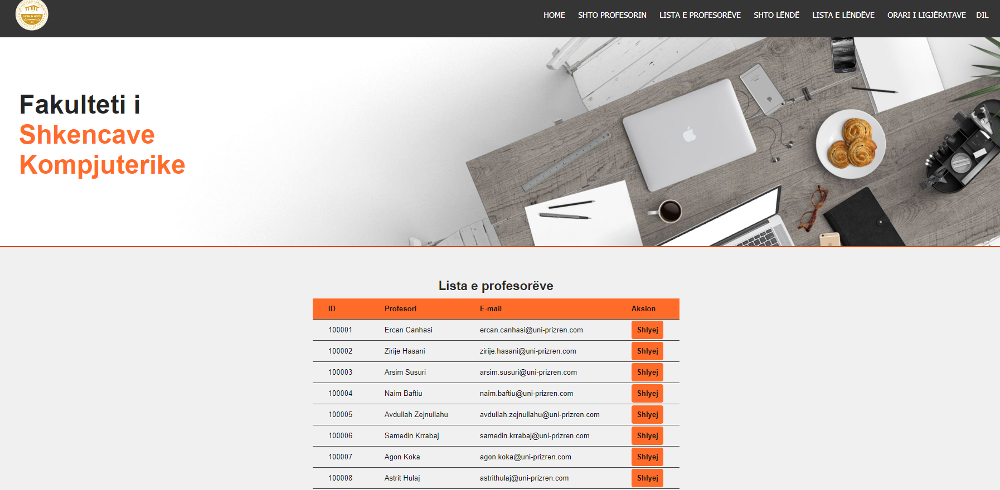 HOME SHTO PROFESORIN LISTA E PROFESORËVE SHTO LËNDË LISTA E LËNDËVE ORARI I LIGJËRATAVE DIL
Fakulteti i
Shkencave
Kompjuterike
Lista e profesorëve
ID Profesori E-mail Aksion
100001 Ercan Canhasi ercan.canhasi@uni-prizren.com Shlyej
100002 Zirije Hasani zirije.hasani@uni-prizren.com Shlyej
100003 Arsim Susuri arsim.susuri@uni-prizren.com Shlyej
100004 Naim Baftiu naim.baftiu@uni-prizren.com Shlyej
100005 Avdullah Zejnullahu avdullah.zejnullahu@uni-prizren.com Shlyej
100006 Samedin Krrabaj samedin.krrabaj@uni-prizren.com Shlyej
100007 Agon Koka agon.koka@uni-prizren.com Shlyej
100008 Astrit Hulaj astrithulaj@uni-prizren.com Shlyej